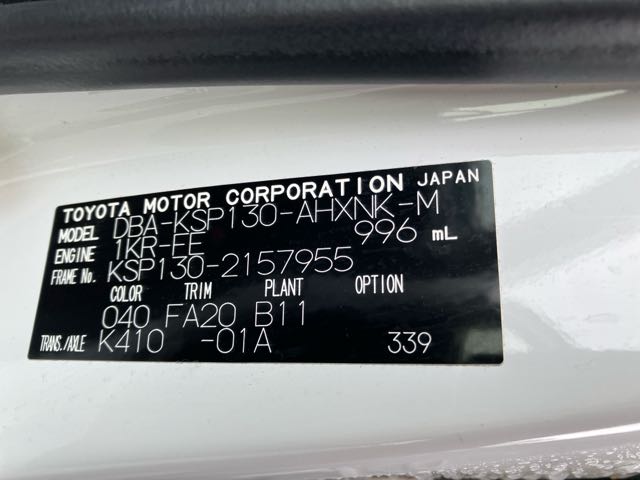 TOYOTA MOTOR CORPORATION JAPAN
MODEL DBA-KSP130-AHXNK-M
ENGINE 1KR-FE 996 mL
FRAME No. KSP130-2157955
COLOR TRIM PLANT OPTION
040 FA20 B11
TRANS./AXLE K410 -01A 339